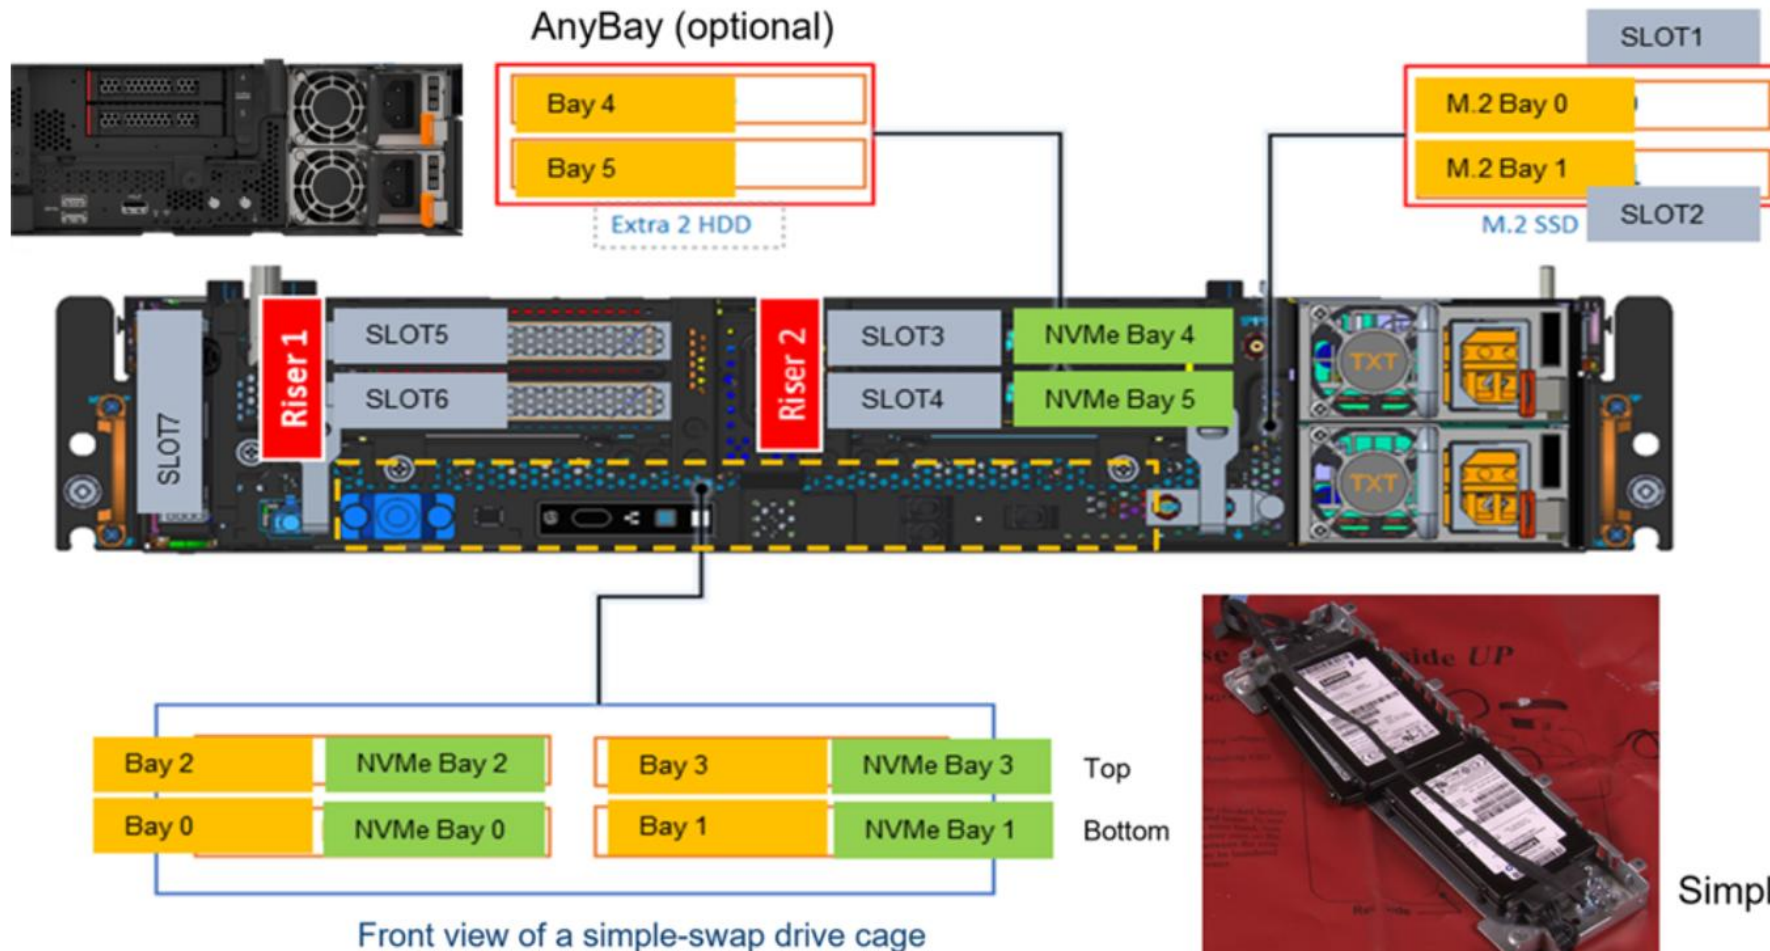 AnyBay (optional)
SLOT1
Bay 4
M.2 Bay 0
Bay 5
M.2 Bay 1
Extra 2 HDD
M.2 SSD
SLOT2
Riser 1
SLOT5
Riser 2
SLOT3
NVMe Bay 4
TXT
SLOT6
SLOT4
NVMe Bay 5
SLOT7
TXT
side UP
Bay 2
NVMe Bay 2
Bay 3
NVMe Bay 3
Top
Bay 0
NVMe Bay 0
Bay 1
NVMe Bay 1
Bottom
Simpl
Front view of a simple-swap drive cage